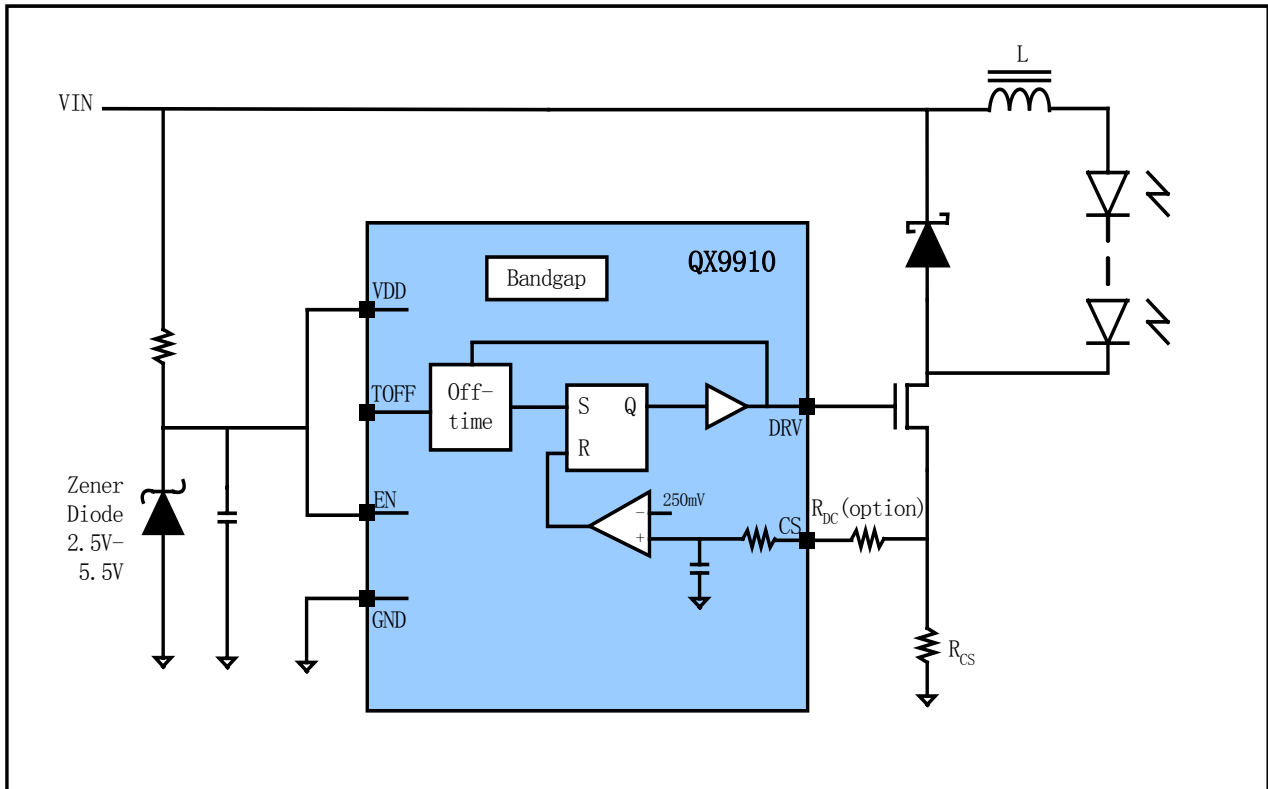 L
VIN
QX9910
Bandgap
VDD
TOFF
Off-
time
S
Q
R
DRV
Zener
Diode
2.5V-
5.5V
EN
250mV
-
+
CS
RDC(option)
GND
RCS